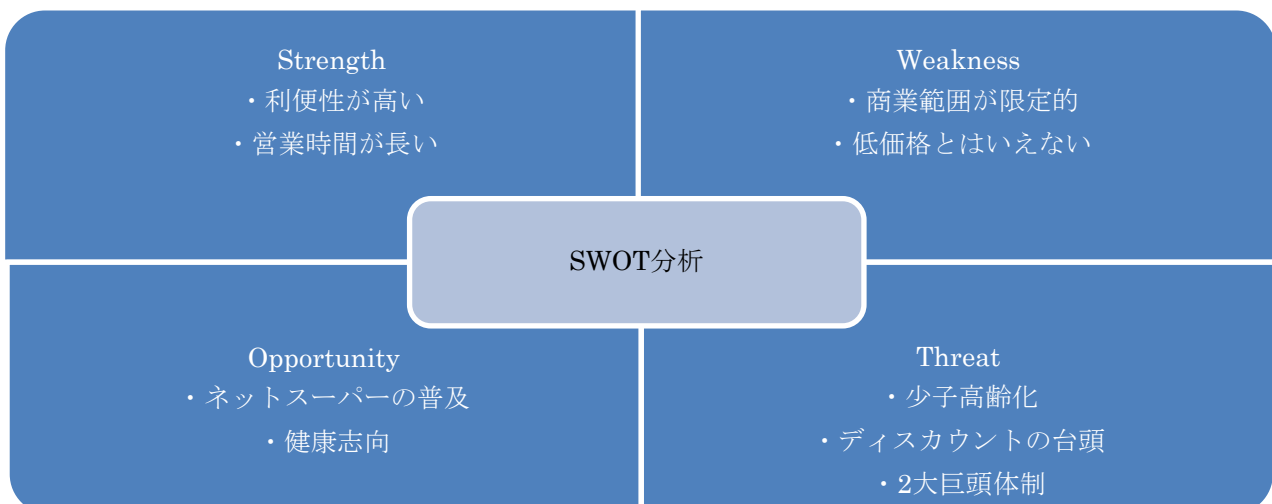 Strength
・利便性が高い
・営業時間が長い
Weakness
・商業範囲が限定的
・低価格とはいえない
SWOT分析
Opportunity
・ネットスーパーの普及
・健康志向
Threat
・少子高齢化
・ディスカウントの台頭
・2大巨頭体制